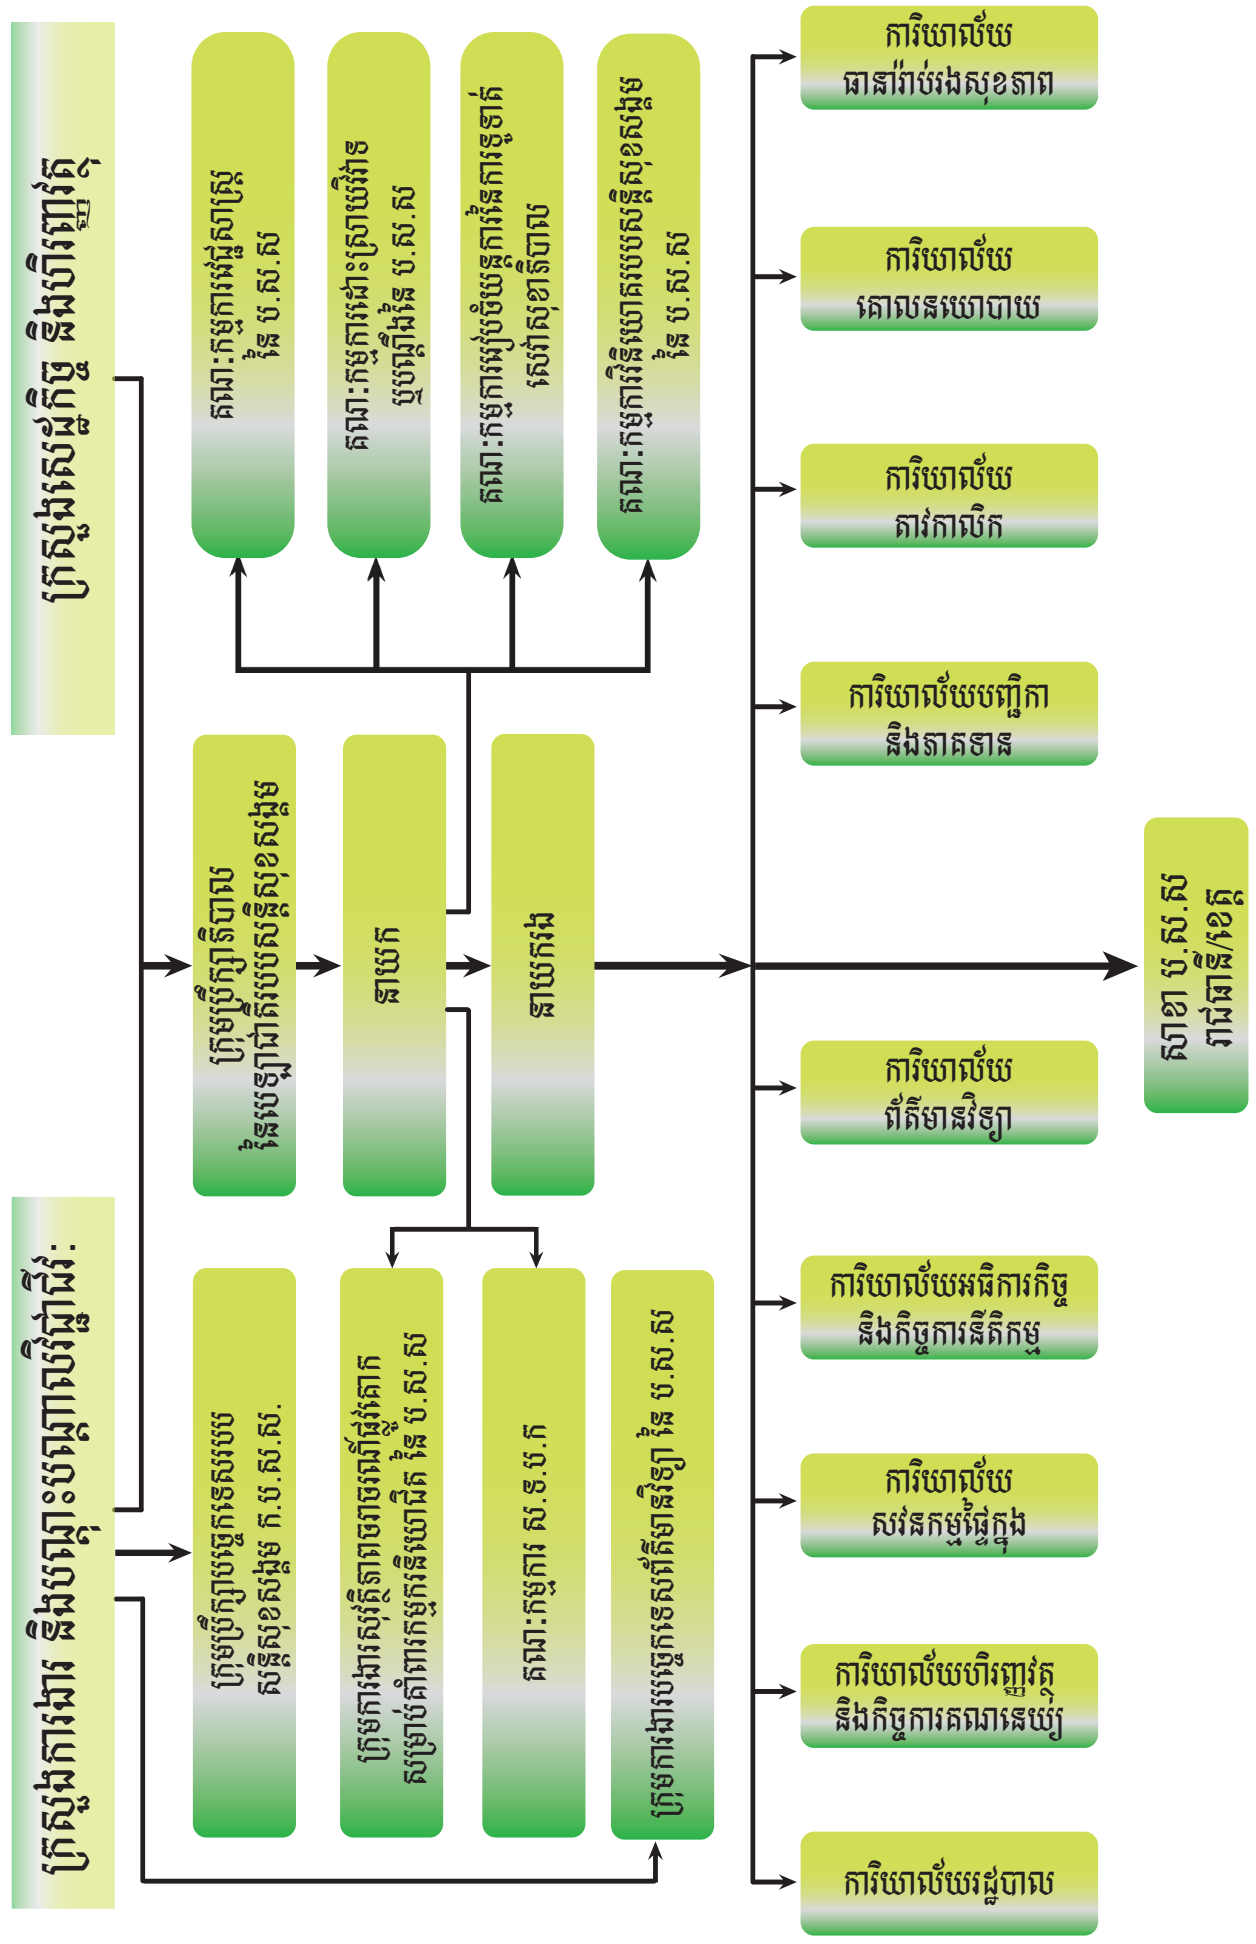 ក្រសួងការងារ និងបណ្តុះបណ្តាលវិជ្ជាជីវៈ
ក្រសួងសេដ្ឋកិច្ច និងហិរញ្ញវត្ថុ
ក្រុមប្រឹក្សាបច្ចេកទេសរបប
សន្តិសុខសង្គម ក.ប.ស.ស.
ក្រុមប្រឹក្សាភិបាល
នៃបេឡាជាតិរបបសន្តិសុខសង្គម
គណៈកម្មការវេជ្ជសាស្ត្រ
នៃ ប.ស.ស
ក្រុមការងារសុវត្ថិភាពចរាចរណ៍ផ្លូវគោក
សម្រាប់គាំពារកម្មករនិយោជិត នៃ ប.ស.ស
នាយក
គណៈកម្មការដោះស្រាយវិវាទ
ឬបណ្តឹងនៃ ប.ស.ស
គណៈកម្មការ ស.ធ.ប.ក
នាយករង
គណៈកម្មការរៀបចំយន្តការនៃការទូទាត់
សេវាសុខាភិបាល
ក្រុមការងារបច្ចេកទេសព័ត៌មានវិទ្យា នៃ ប.ស.ស
គណៈកម្មការវិនិយោគរបបសន្តិសុខសង្គម
នៃ ប.ស.ស
ការិយាល័យរដ្ឋបាល
ការិយាល័យហិរញ្ញវត្ថុ
និងកិច្ចការគណនេយ្យ
ការិយាល័យ
សវនកម្មផ្ទៃក្នុង
ការិយាល័យអធិការកិច្ច
និងកិច្ចការនីតិកម្ម
ការិយាល័យ
ព័ត៌មានវិទ្យា
ការិយាល័យបញ្ជិកា
និងភាគទាន
ការិយាល័យ
តាវកាលិក
ការិយាល័យ
គោលនយោបាយ
ការិយាល័យ
ធានារ៉ាប់រងសុខភាព
សាខា ប.ស.ស
រាជធានី/ខេត្ត